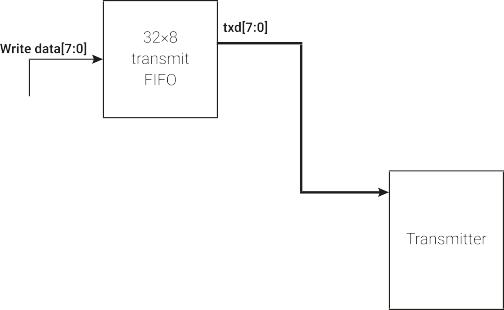 Write data[7:0]
32×8
transmit
FIFO
txd[7:0]
Transmitter